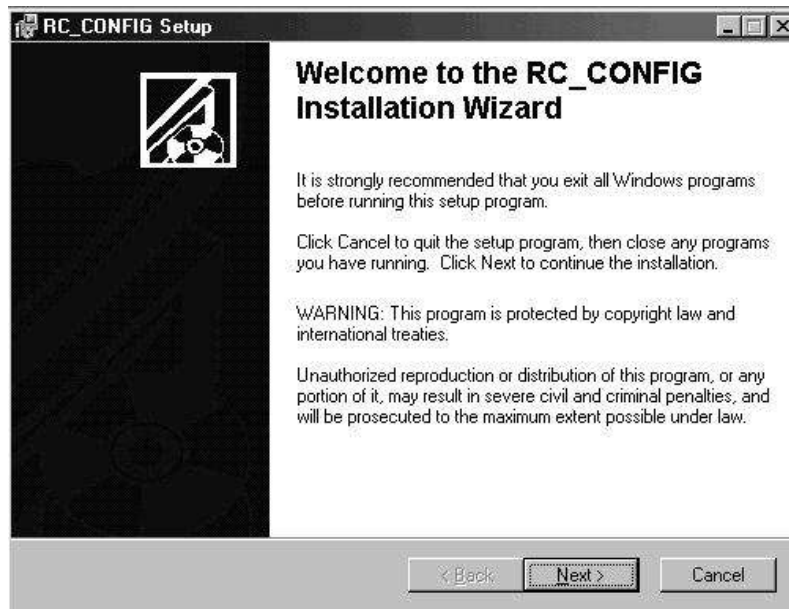 RC_CONFIG Setup
Welcome to the RC_CONFIG
Installation Wizard
It is strongly recommended that you exit all Windows programs
before running this setup program.
Click Cancel to quit the setup program, then close any programs
you have running. Click Next to continue the installation.
WARNING: This program is protected by copyright law and
international treaties.
Unauthorized reproduction or distribution of this program, or any
portion of it, may result in severe civil and criminal penalties, and
will be prosecuted to the maximum extent possible under law.
< Back Next > Cancel